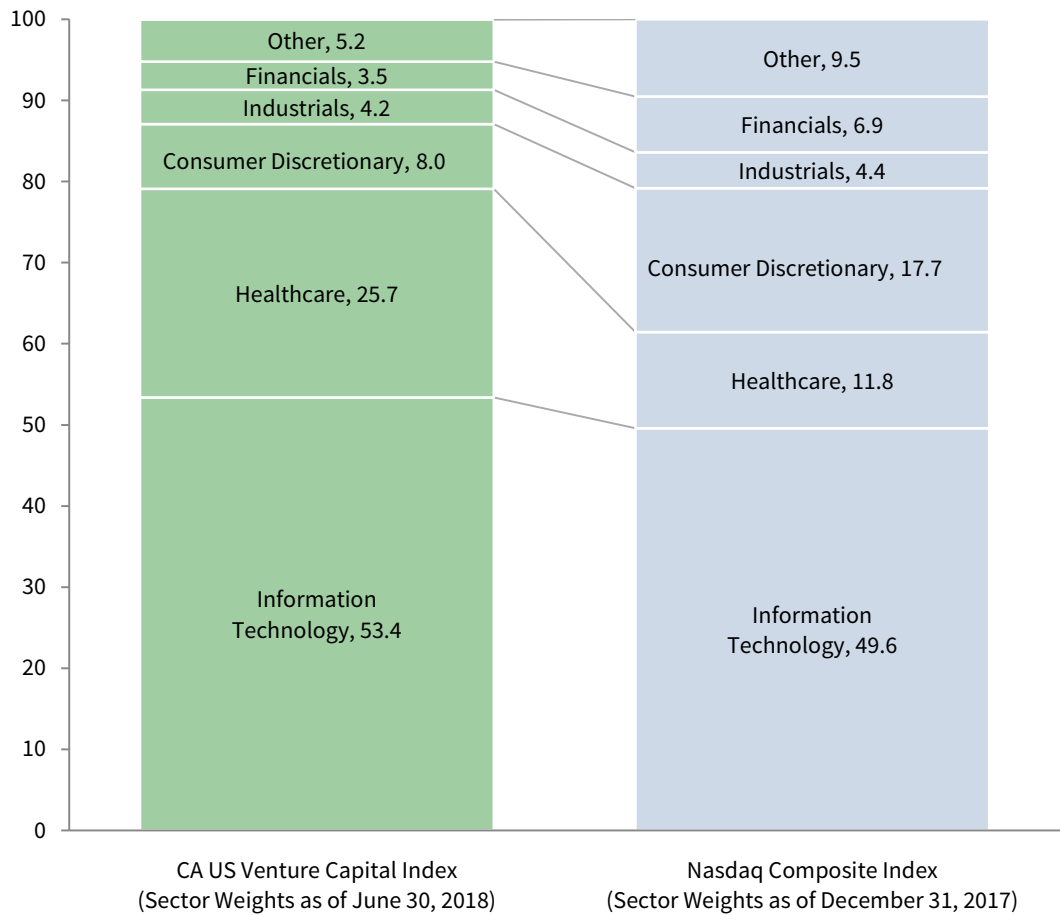 100
90
80
70
60
50
40
30
20
10
0
Other, 5.2
Financials, 3.5
Industrials, 4.2
Consumer Discretionary, 8.0
Healthcare, 25.7
Information
Technology, 53.4
Other, 9.5
Financials, 6.9
Industrials, 4.4
Consumer Discretionary, 17.7
Healthcare, 11.8
Information
Technology, 49.6
CA US Venture Capital Index
(Sector Weights as of June 30, 2018)
Nasdaq Composite Index
(Sector Weights as of December 31, 2017)